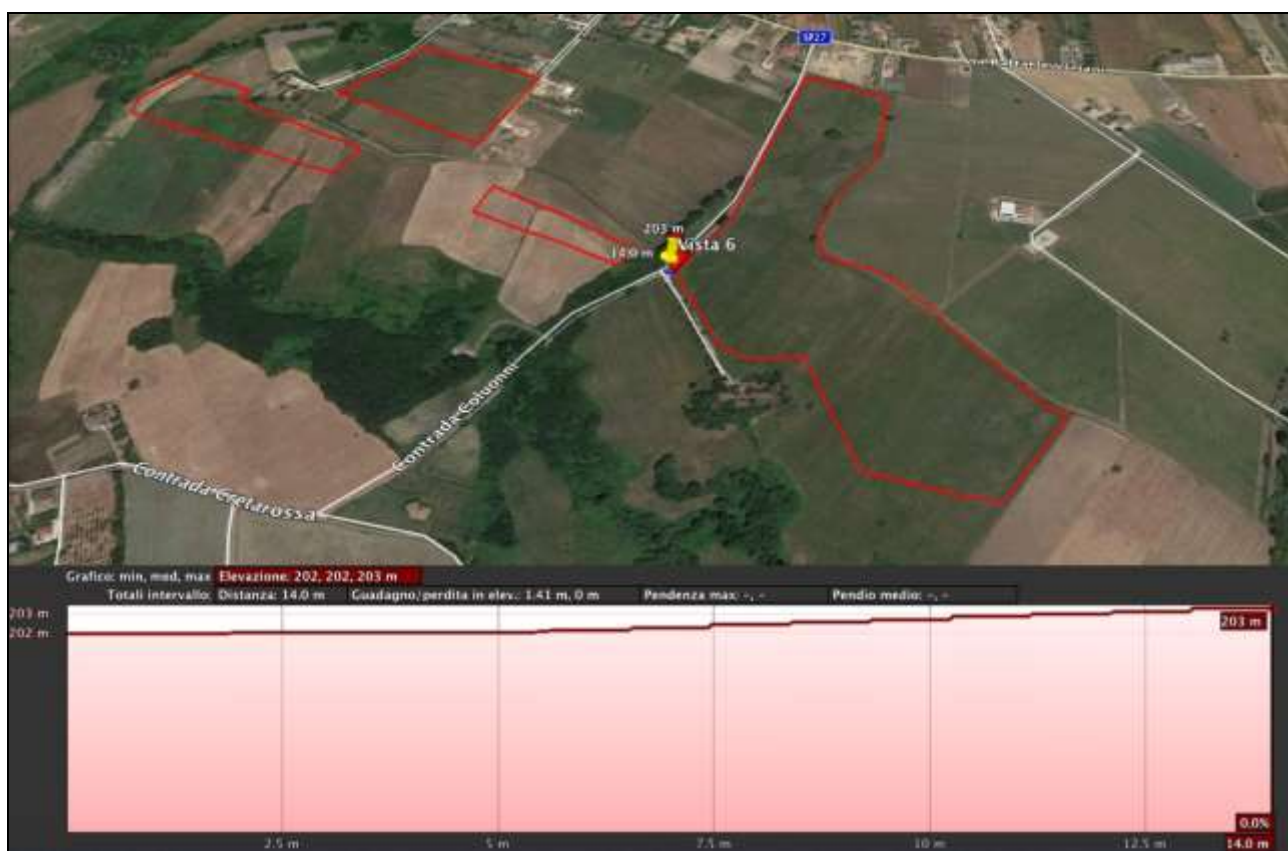 SP27
203 m
14.0 m
Vista 6
Contrada Coluonni
Contrada Cretarossa
Grafico: min, med, max Elevazione: 202, 202, 203 m
Totali intervallo: Distanza: 14.0 m Guadagno/perdita in elev.: 1.41 m, 0 m Pendenza max: -, - Pendio medio: -, -
203 m
202 m
203 m
0.0%
2.5 m 5 m 7.5 m 10 m 12.5 m 14.0 m